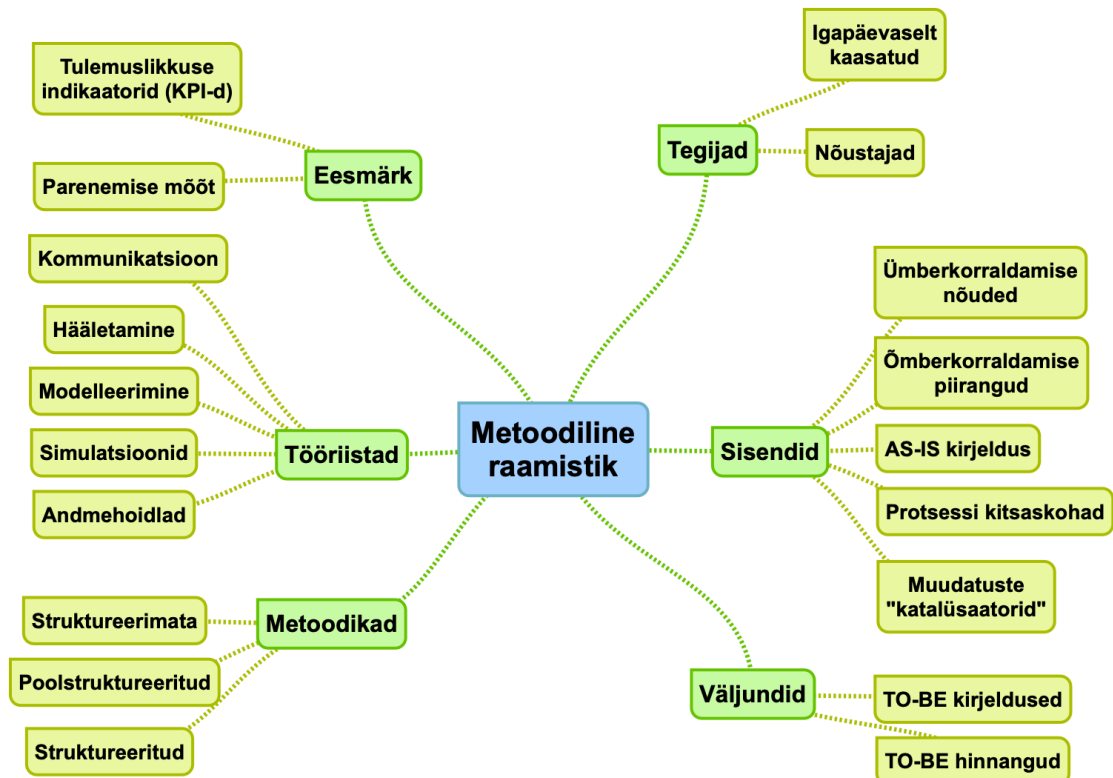 Tulemuslikkuse
indikaatorid (KPI-d)
Parenemise mõõt
Eesmärk
Igapäevaselt
kaasatud
Nõustajad
Tegijad
Kommunikatsioon
Hääletamine
Modelleerimine
Simulatsioonid
Andmehoidlad
Tööriistad
Metoodiline
raamistik
Sisendid
Ümberkorraldamise
nõuded
Õmberkorraldamise
piirangud
AS-IS kirjeldus
Protsessi kitsaskohad
Muudatuste
"katalüsaatorid"
Metoodikad
Struktureerimata
Poolstruktureeritud
Struktureeritud
Väljundid
TO-BE kirjeldused
TO-BE hinnangud